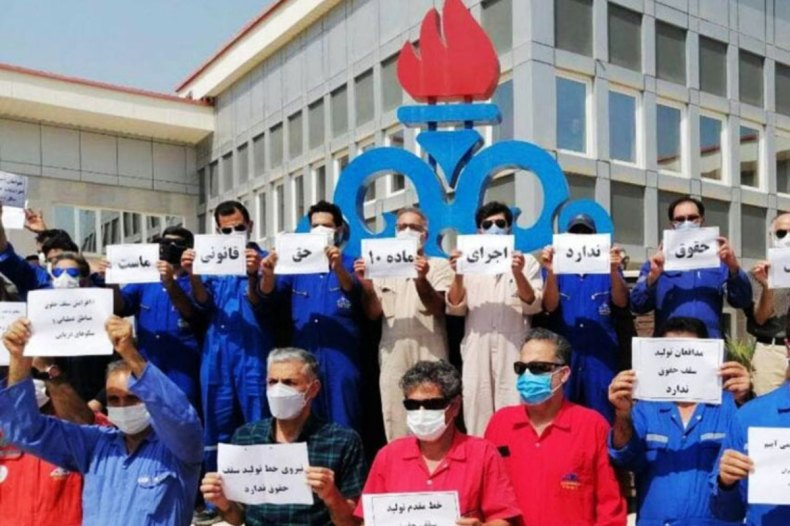 حقوق
ندارد
اجرای
ماده ۱۰
حق
قانونی
ماست
افزایش سقف حقوق
مناطق عملیاتی و
سکوهای دریایی
مدافعان تولید
سقف حقوق
ندارد
نیروی خط تولید سقف
حقوق ندارد
خط مقدم تولید